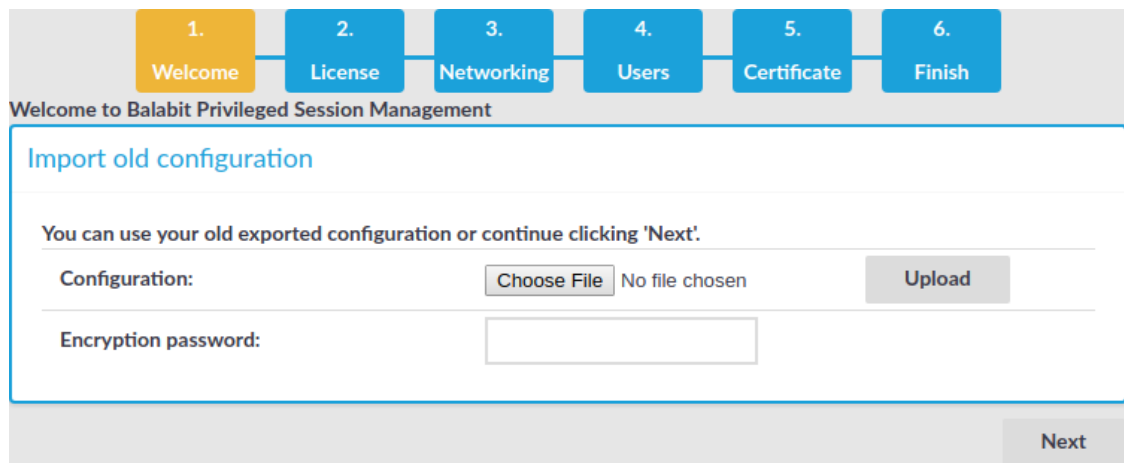 1. 2. 3. 4. 5. 6.
Welcome License Networking Users Certificate Finish
Welcome to Balabit Privileged Session Management
Import old configuration
You can use your old exported configuration or continue clicking 'Next'.
Configuration: Choose File No file chosen Upload
Encryption password:
Next